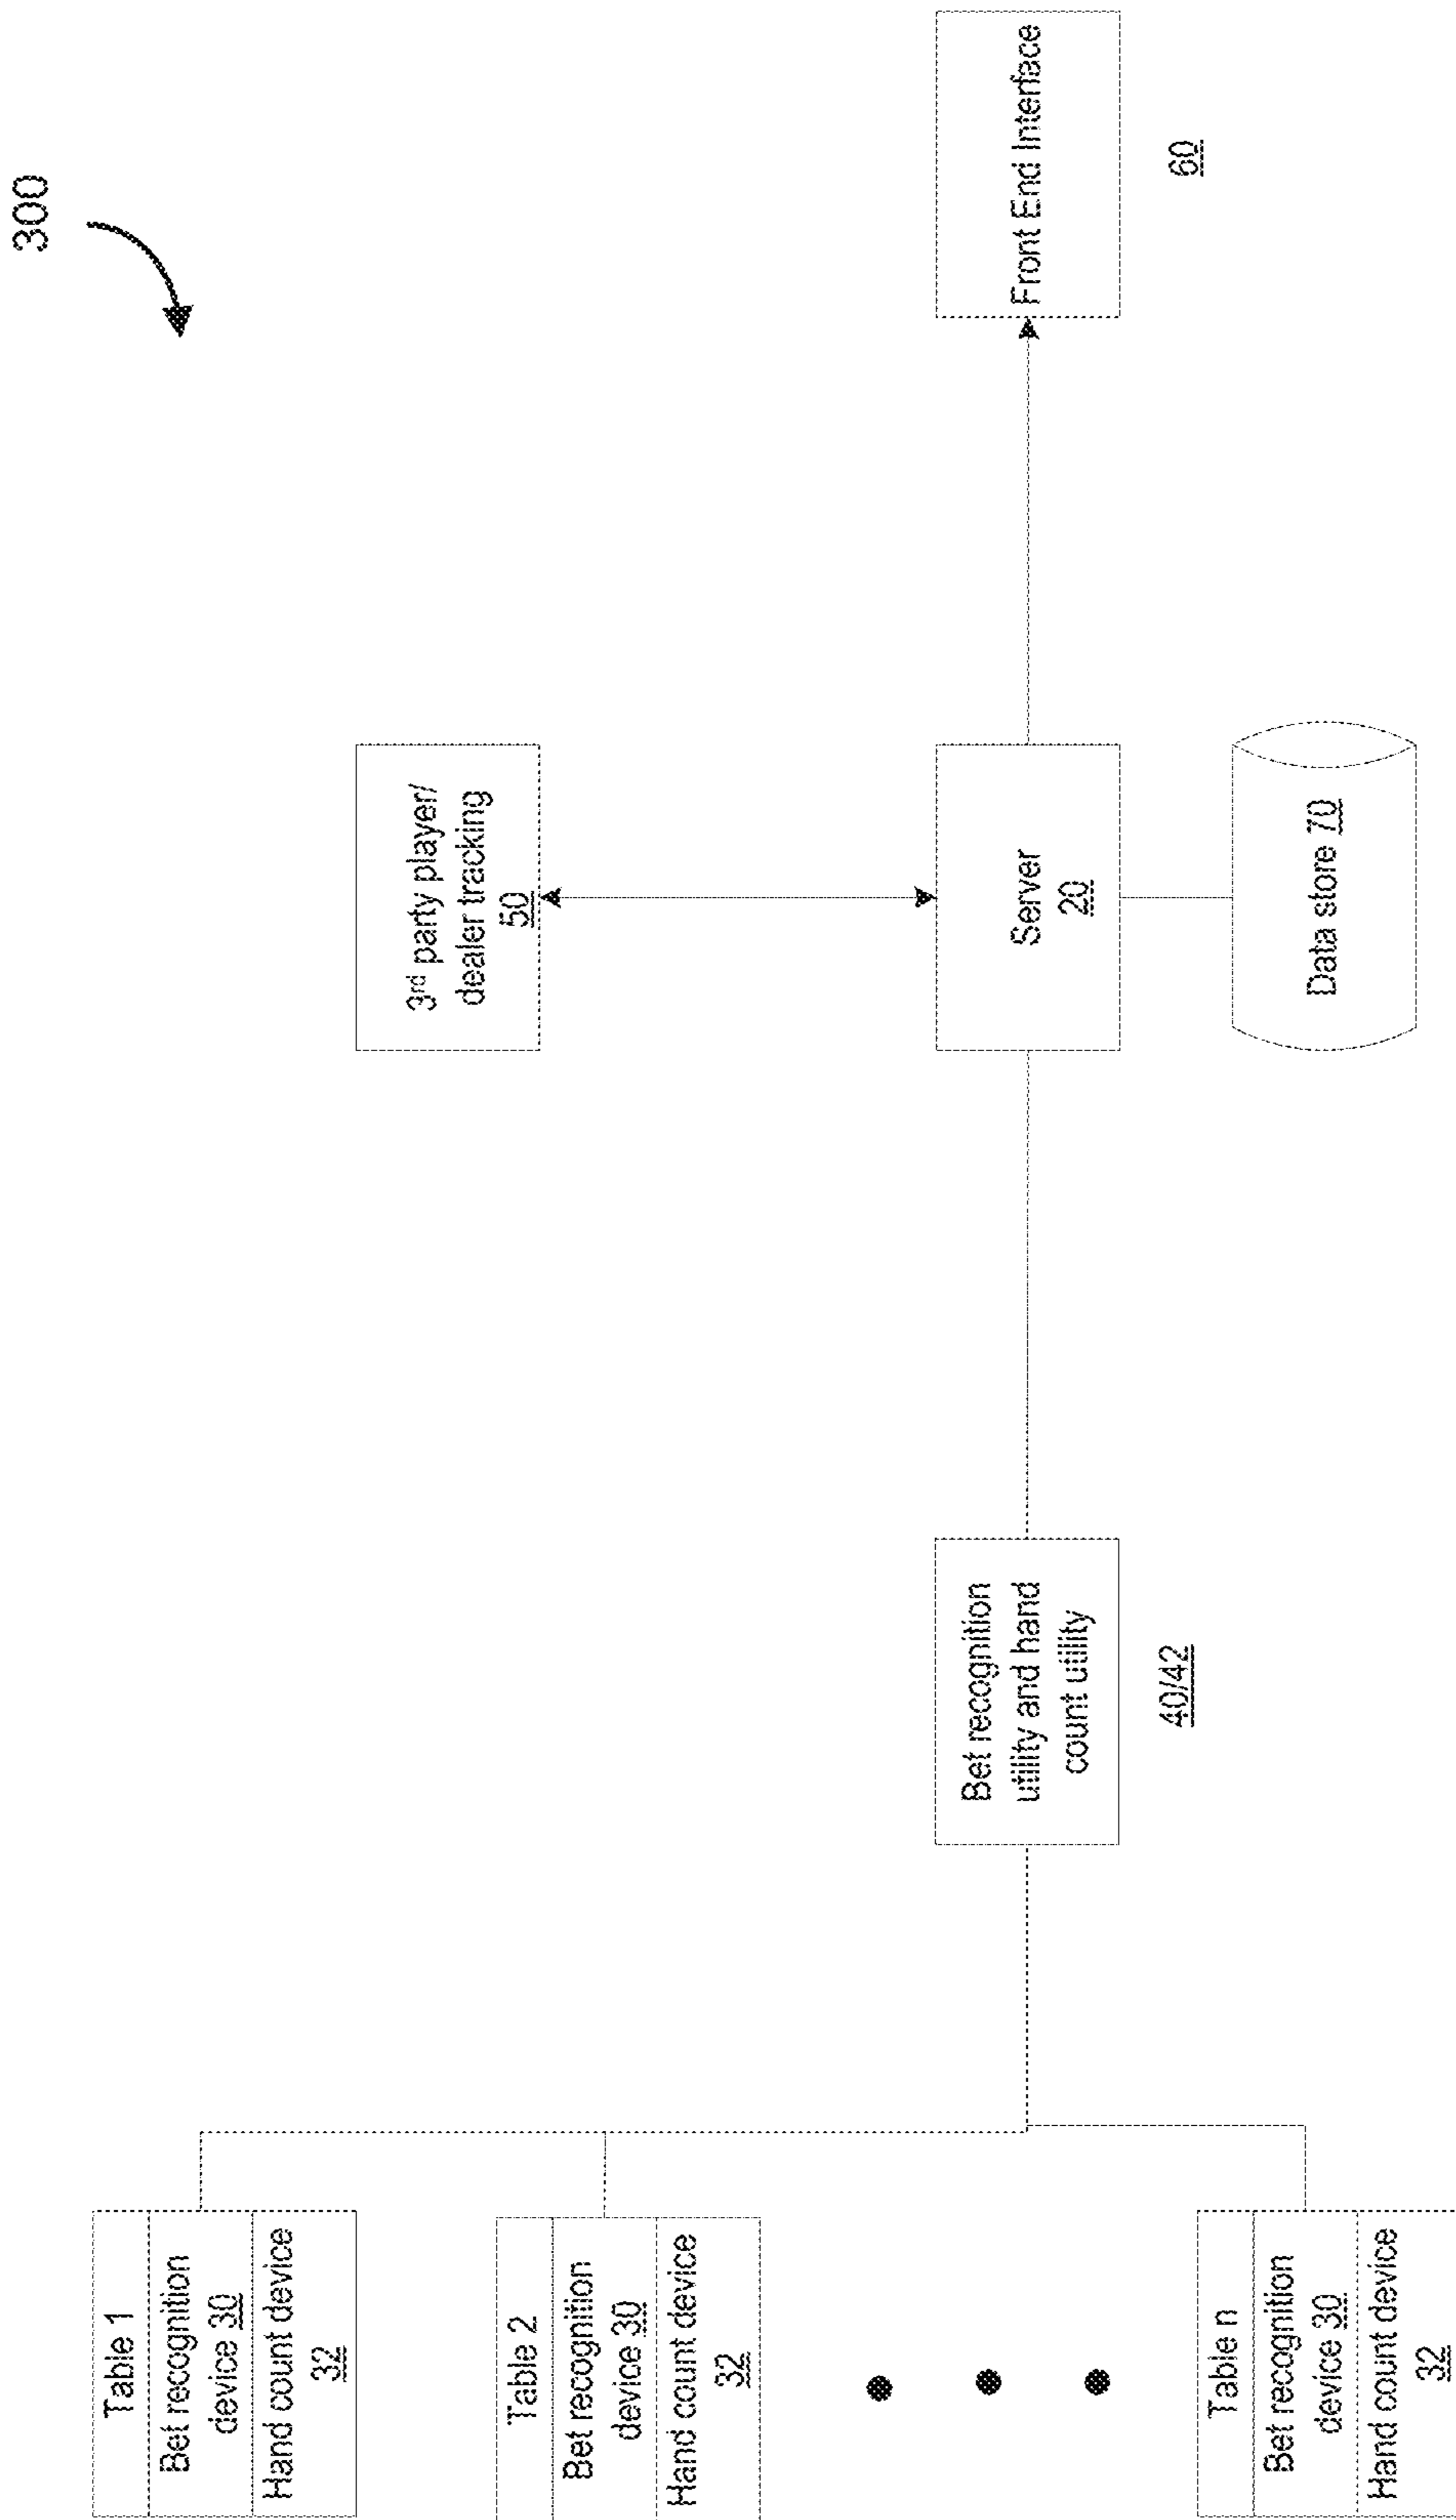 300
Table 1
Bet recognition
device 30
Hand count device
32
Table 2
Bet recognition
device 30
Hand count device
32
Table n
Bet recognition
device 30
Hand count device
32
Bet recognition
utility and hand
count utility
40/42
3rd party player/
dealer tracking
50
Server
20
Data store 70
Front End Interface
60